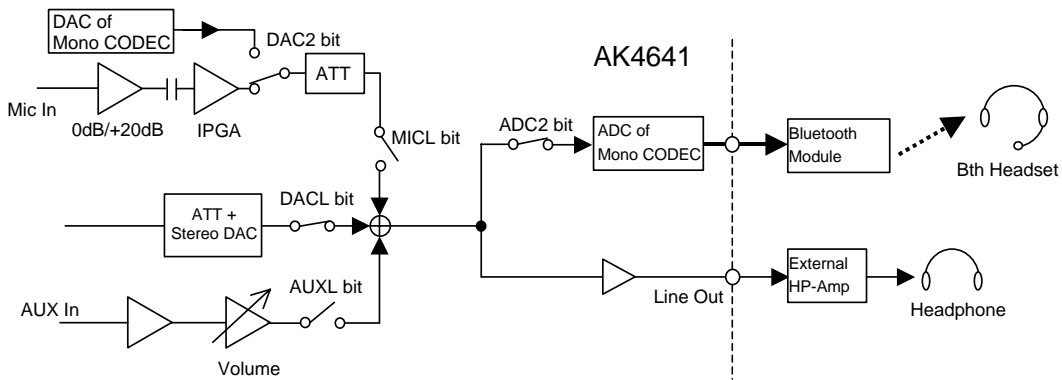 DAC of
Mono CODEC
DAC2 bit
ATT
AK4641
Mic In
0dB/+20dB
IPGA
MICL bit
ADC2 bit
ADC of
Mono CODEC
Bluetooth
Module
Bth Headset
DACL bit
ATT +
Stereo DAC
AUX In
AUXL bit
Volume
Line Out
External
HP-Amp
Headphone